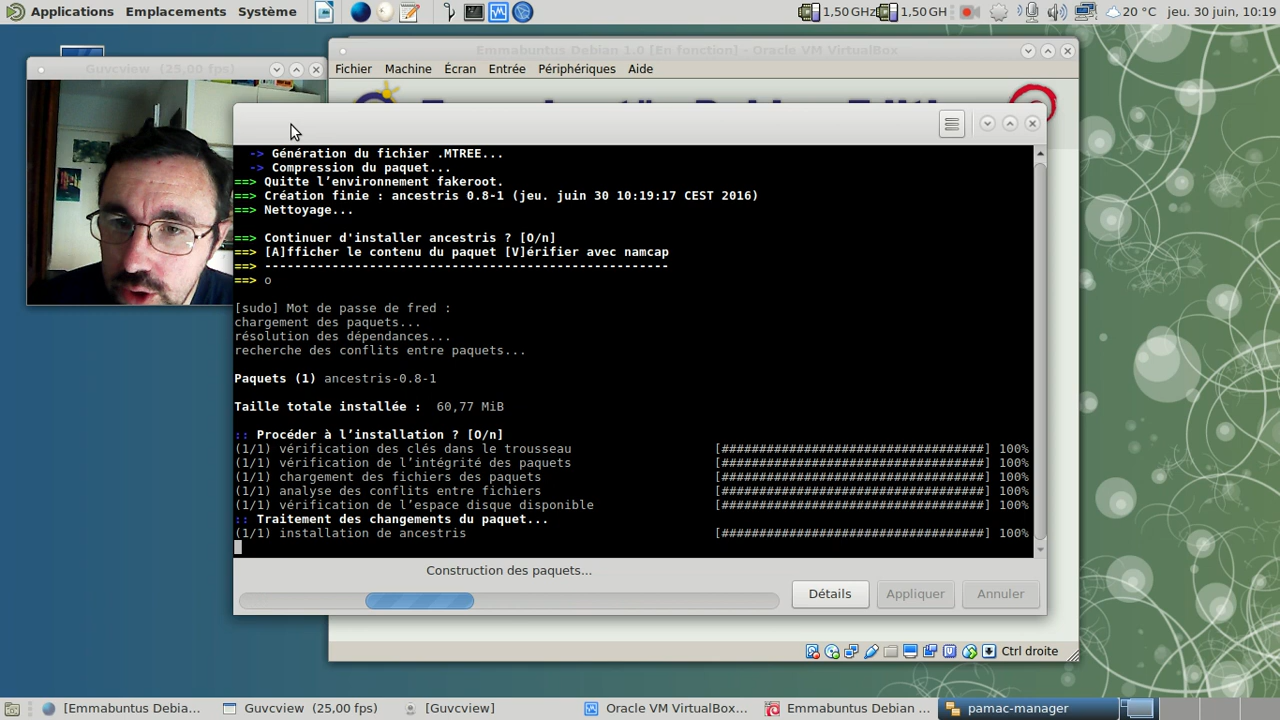 Applications Emplacements Système 1,50 GHz 1,50 GH 20 °C jeu. 30 juin, 10:19
Emmabuntus Debian 1.0 [En fonction] - Oracle VM VirtualBox
Guvcview (25,00 fps)
Fichier Machine Écran Entrée Périphériques Aide
-> Génération du fichier .MTREE...
-> Compression du paquet...
==> Quitte l’environnement fakeroot.
==> Création finie : ancestris 0.8-1 (jeu. juin 30 10:19:17 CEST 2016)
==> Nettoyage...
==> Continuer d'installer ancestris ? [O/n]
==> [A]fficher le contenu du paquet [V]érifier avec namcap
==> ------------------------------------------------------
==> o
[sudo] Mot de passe de fred :
chargement des paquets...
résolution des dépendances...
recherche des conflits entre paquets...
Paquets (1) ancestris-0.8-1
Taille totale installée : 60,77 MiB
:: Procéder à l’installation ? [O/n]
(1/1) vérification des clés dans le trousseau [###################################] 100%
(1/1) vérification de l’intégrité des paquets [###################################] 100%
(1/1) chargement des fichiers des paquets [###################################] 100%
(1/1) analyse des conflits entre fichiers [###################################] 100%
(1/1) vérification de l’espace disque disponible [###################################] 100%
:: Traitement des changements du paquet...
(1/1) installation de ancestris [###################################] 100%
Construction des paquets...
Détails Appliquer Annuler
Ctrl droite
[Emmabuntus Debia... Guvcview (25,00 fps) [Guvcview] Oracle VM VirtualBox... Emmabuntus Debian ... pamac-manager